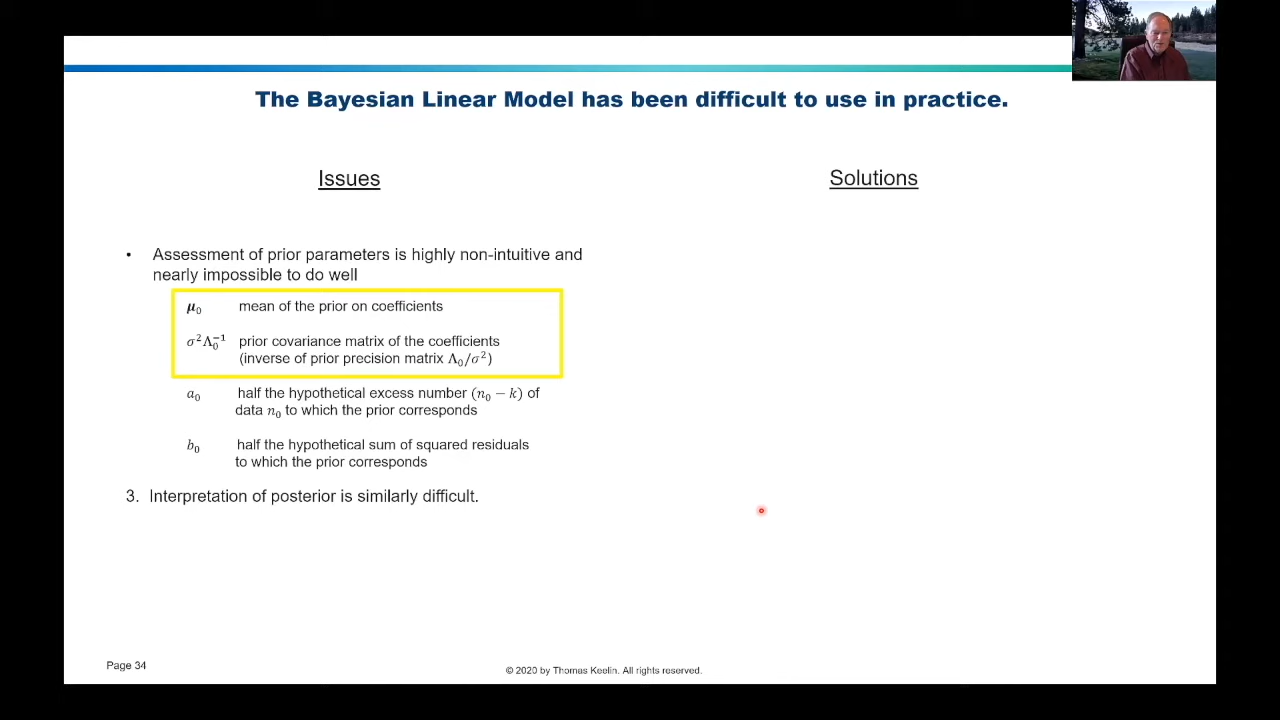 The Bayesian Linear Model has been difficult to use in practice.
Issues
Solutions
• Assessment of prior parameters is highly non-intuitive and
nearly impossible to do well
μ₀ mean of the prior on coefficients
σ²Λ₀⁻¹ prior covariance matrix of the coefficients
(inverse of prior precision matrix Λ₀/σ²)
a₀ half the hypothetical excess number (n₀ − k) of
data n₀ to which the prior corresponds
b₀ half the hypothetical sum of squared residuals
to which the prior corresponds
3. Interpretation of posterior is similarly difficult.
Page 34
© 2020 by Thomas Keelin. All rights reserved.